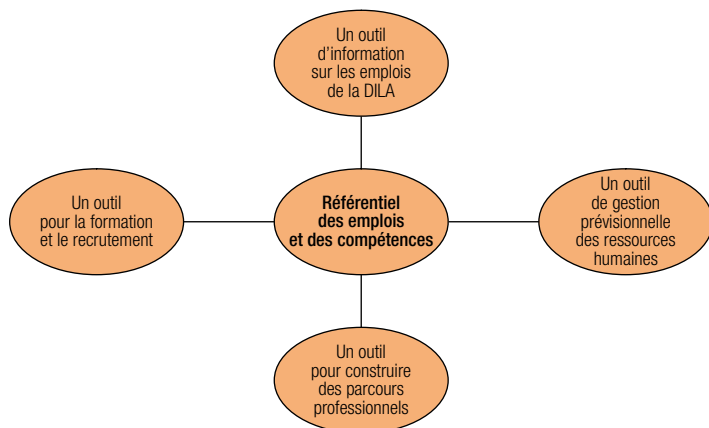 Un outil
d'information
sur les emplois
de la DILA
Un outil
pour la formation
et le recrutement
Référentiel
des emplois
et des compétences
Un outil
de gestion
prévisionnelle
des ressources
humaines
Un outil
pour construire
des parcours
professionnels